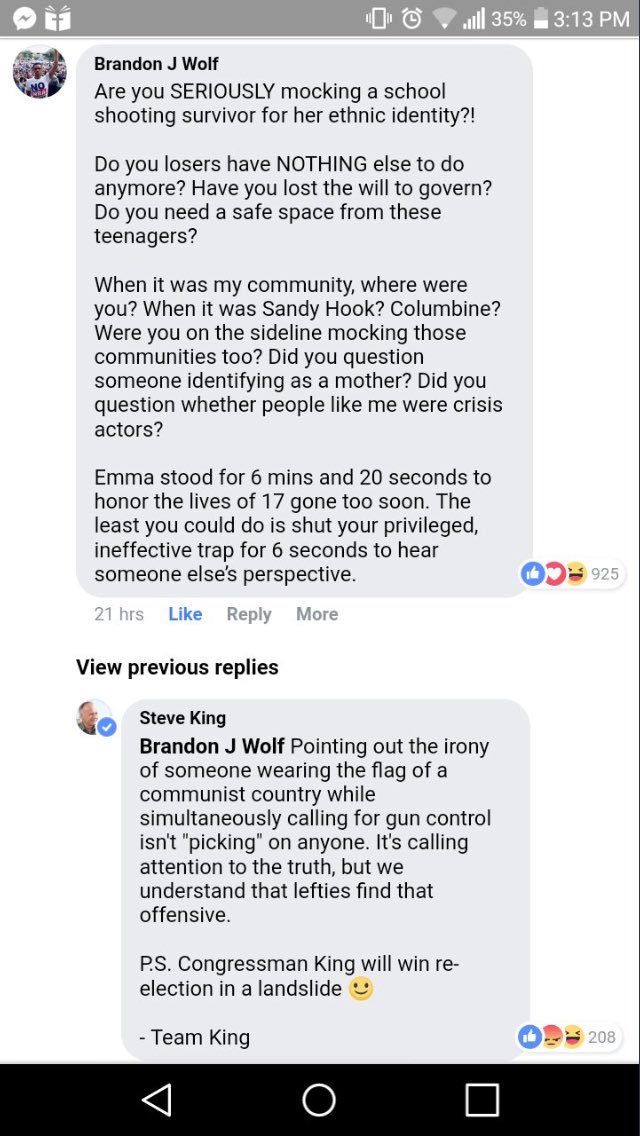 35% 3:13 PM
Brandon J Wolf
Are you SERIOUSLY mocking a school
shooting survivor for her ethnic identity?!
Do you losers have NOTHING else to do
anymore? Have you lost the will to govern?
Do you need a safe space from these
teenagers?
When it was my community, where were
you? When it was Sandy Hook? Columbine?
Were you on the sideline mocking those
communities too? Did you question
someone identifying as a mother? Did you
question whether people like me were crisis
actors?
Emma stood for 6 mins and 20 seconds to
honor the lives of 17 gone too soon. The
least you could do is shut your privileged,
ineffective trap for 6 seconds to hear
someone else's perspective.
925
21 hrs Like Reply More
View previous replies
Steve King
Brandon J Wolf Pointing out the irony
of someone wearing the flag of a
communist country while
simultaneously calling for gun control
isn't "picking" on anyone. It's calling
attention to the truth, but we
understand that lefties find that
offensive.
P.S. Congressman King will win re-
election in a landslide 🙂
- Team King
208